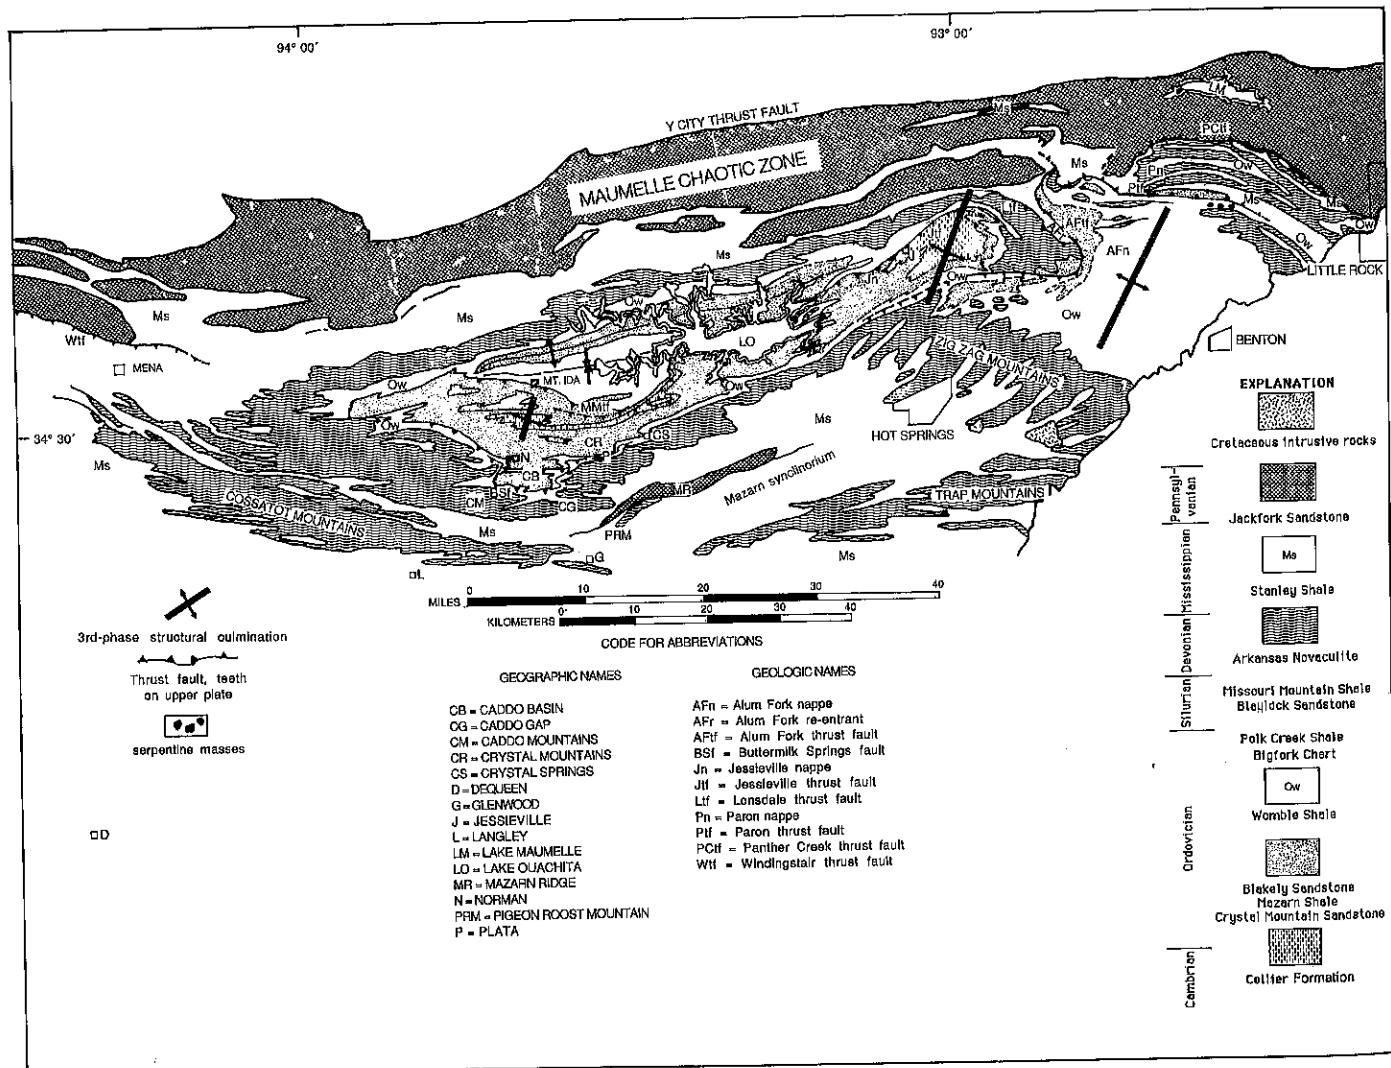 94° 00'
93° 00'
Y CITY THRUST FAULT
MAUMELLE CHAOTIC ZONE
Ms
LM
PCtf
Ms
Pn
Ow
Ptf
Ms
Ms
Ow
Ow
LITTLE ROCK
Ltf
AFr
AFtf
AFn
Ms
Jn
J
Ow
Ow
Ms
Wtf
MENA
Ms
Ow
LO
ZIG ZAG MOUNTAINS
BENTON
MT. IDA
Ow
MMtf
Ow
Ow
34° 30'
Ms
CR
CS
P
N
CB
BSf
CM
CG
HOT SPRINGS
Ms
MR
Mazarn synclinorium
TRAP MOUNTAINS
COSSATOT MOUNTAINS
Ms
PRM
G
L
Ms
MILES 0 10 20 30 40
KILOMETERS 0 10 20 30 40
3rd-phase structural culmination
Thrust fault, teeth
on upper plate
serpentine masses
D
CODE FOR ABBREVIATIONS
GEOGRAPHIC NAMES
CB = CADDO BASIN
CG = CADDO GAP
CM = CADDO MOUNTAINS
CR = CRYSTAL MOUNTAINS
CS = CRYSTAL SPRINGS
D = DEQUEEN
G = GLENWOOD
J = JESSIEVILLE
L = LANGLEY
LM = LAKE MAUMELLE
LO = LAKE OUACHITA
MR = MAZARN RIDGE
N = NORMAN
PRM = PIGEON ROOST MOUNTAIN
P = PLATA
GEOLOGIC NAMES
AFn = Alum Fork nappe
AFr = Alum Fork re-entrant
AFtf = Alum Fork thrust fault
BSf = Buttermilk Springs fault
Jn = Jessieville nappe
Jtf = Jessieville thrust fault
Ltf = Lonsdale thrust fault
Pn = Paron nappe
Ptf = Paron thrust fault
PCtf = Panther Creek thrust fault
Wtf = Windingstair thrust fault
EXPLANATION
Cretaceous intrusive rocks
Pennsyl-
vanian
Jackfork Sandstone
Mississippian
Ms
Stanley Shale
Devonian
Arkansas Novaculite
Silurian
Missouri Mountain Shale
Blaylock Sandstone
Ordovician
Polk Creek Shale
Bigfork Chert
Ow
Womble Shale
Blakely Sandstone
Mazarn Shale
Crystal Mountain Sandstone
Cambrian
Collier Formation